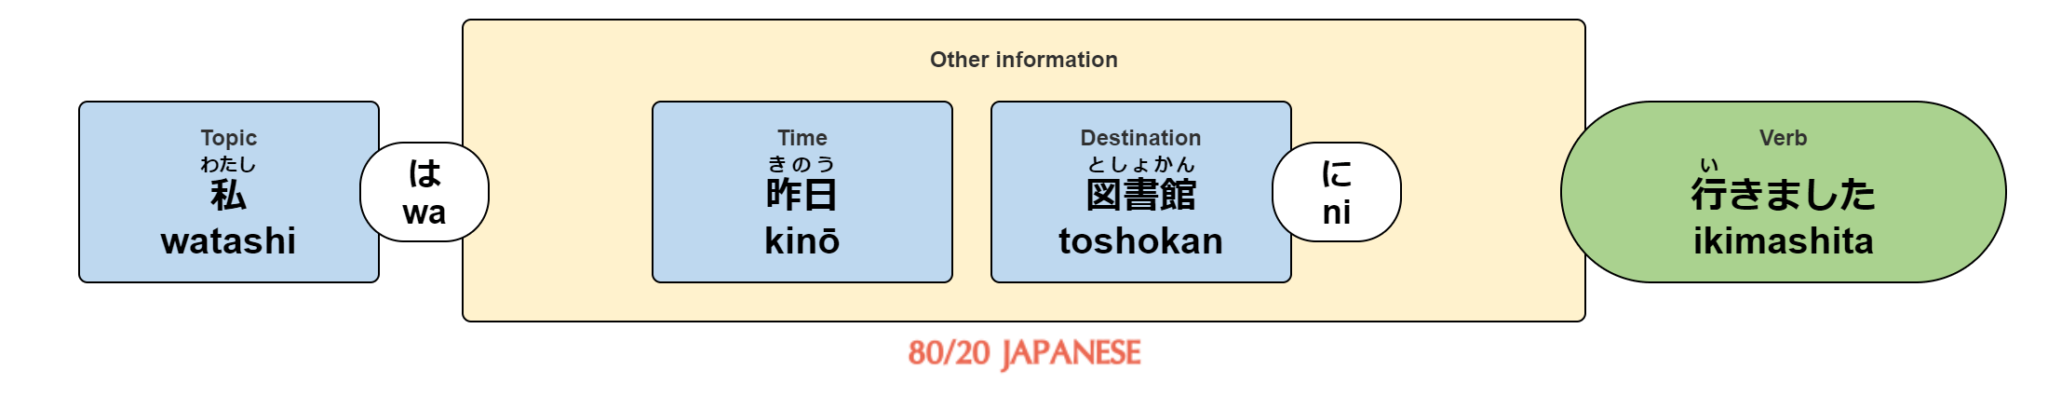 Other information
Topic
わたし
私
watashi
は
wa
Time
きのう
昨日
kinō
Destination
としょかん
図書館
toshokan
に
ni
Verb
い
行きました
ikimashita
80/20 JAPANESE